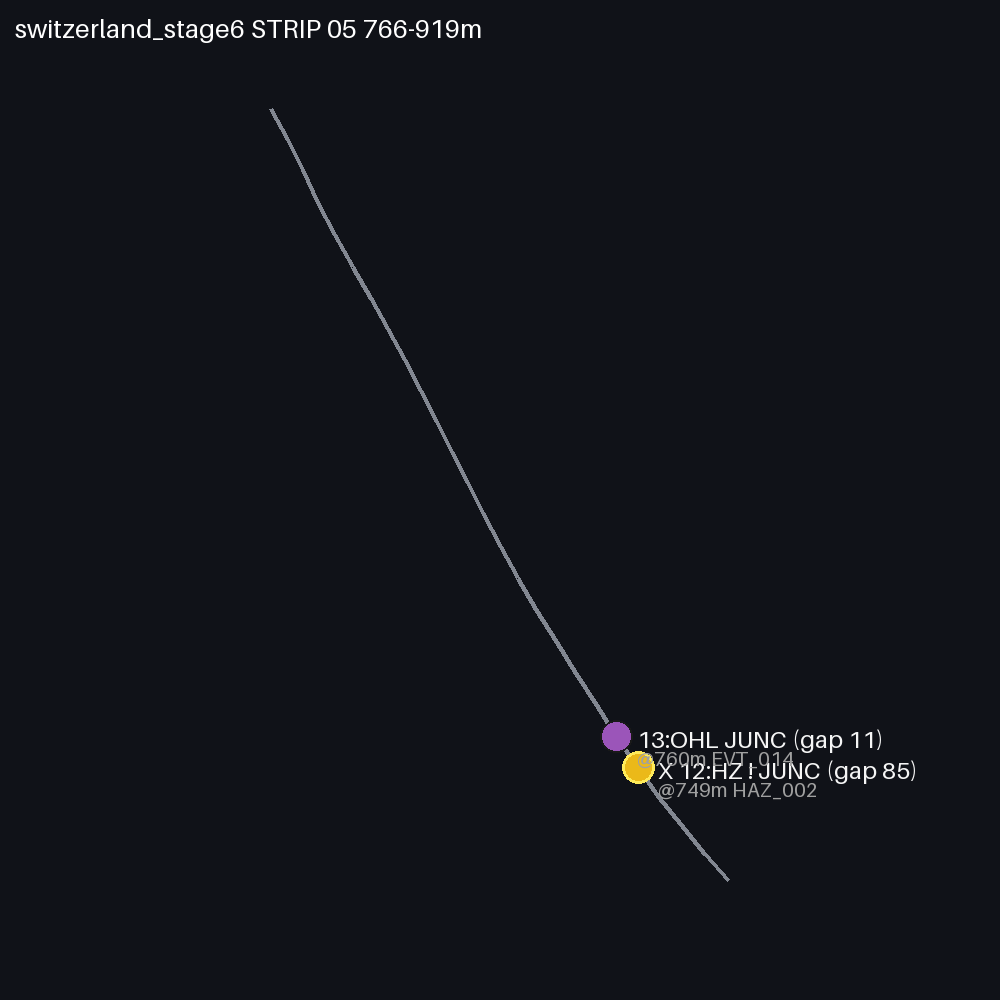 switzerland_stage6 STRIP 05 766-919m
13:OHL JUNC (gap 11)
@760m EVT_014
X 12:HZ ! JUNC (gap 85)
@749m HAZ_002